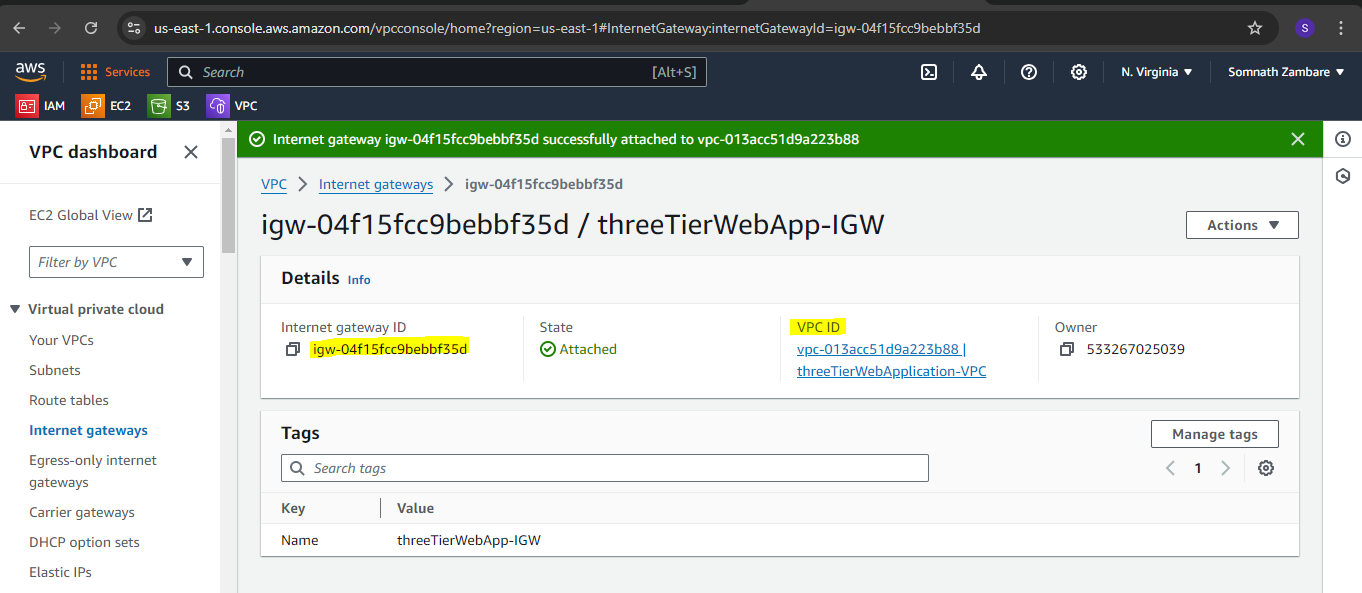 us-east-1.console.aws.amazon.com/vpcconsole/home?region=us-east-1#InternetGateway:internetGatewayId=igw-04f15fcc9bebbf35d
S
aws
Services
Search
[Alt+S]
N. Virginia
Somnath Zambare
IAM
EC2
S3
VPC
VPC dashboard
EC2 Global View
Filter by VPC
Virtual private cloud
Your VPCs
Subnets
Route tables
Internet gateways
Egress-only internet
gateways
Carrier gateways
DHCP option sets
Elastic IPs
Internet gateway igw-04f15fcc9bebbf35d successfully attached to vpc-013acc51d9a223b88
VPC > Internet gateways > igw-04f15fcc9bebbf35d
igw-04f15fcc9bebbf35d / threeTierWebApp-IGW
Actions
Details Info
Internet gateway ID
igw-04f15fcc9bebbf35d
State
Attached
VPC ID
vpc-013acc51d9a223b88 |
threeTierWebApplication-VPC
Owner
533267025039
Tags
Manage tags
Search tags
1
Key Value
Name threeTierWebApp-IGW